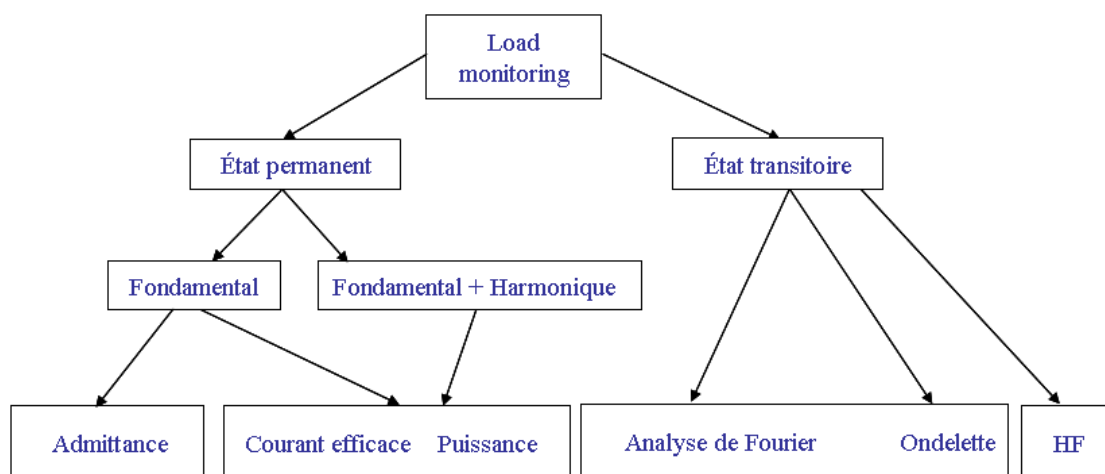 Load
monitoring
État permanent
État transitoire
Fondamental
Fondamental + Harmonique
Admittance
Courant efficace
Puissance
Analyse de Fourier
Ondelette
HF